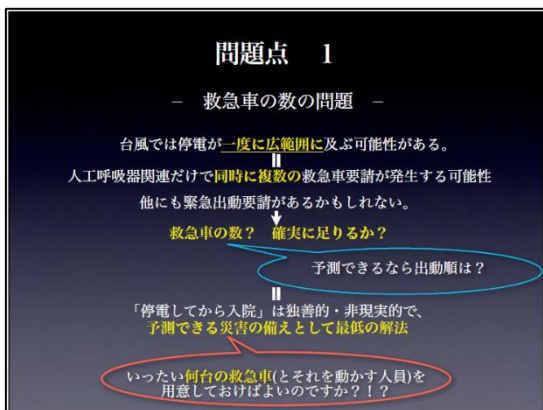 問題点　1
– 救急車の数の問題 –
台風では停電が一度に広範囲に及ぶ可能性がある。
人工呼吸器関連だけで同時に複数の救急車要請が発生する可能性
他にも緊急出動要請があるかもしれない。
救急車の数？　確実に足りるか？
予測できるなら出動順は？
「停電してから入院」は独善的・非現実的で、
予測できる災害の備えとして最低の解法
いったい何台の救急車(とそれを動かす人員)を
用意しておけばよいのですか？！？